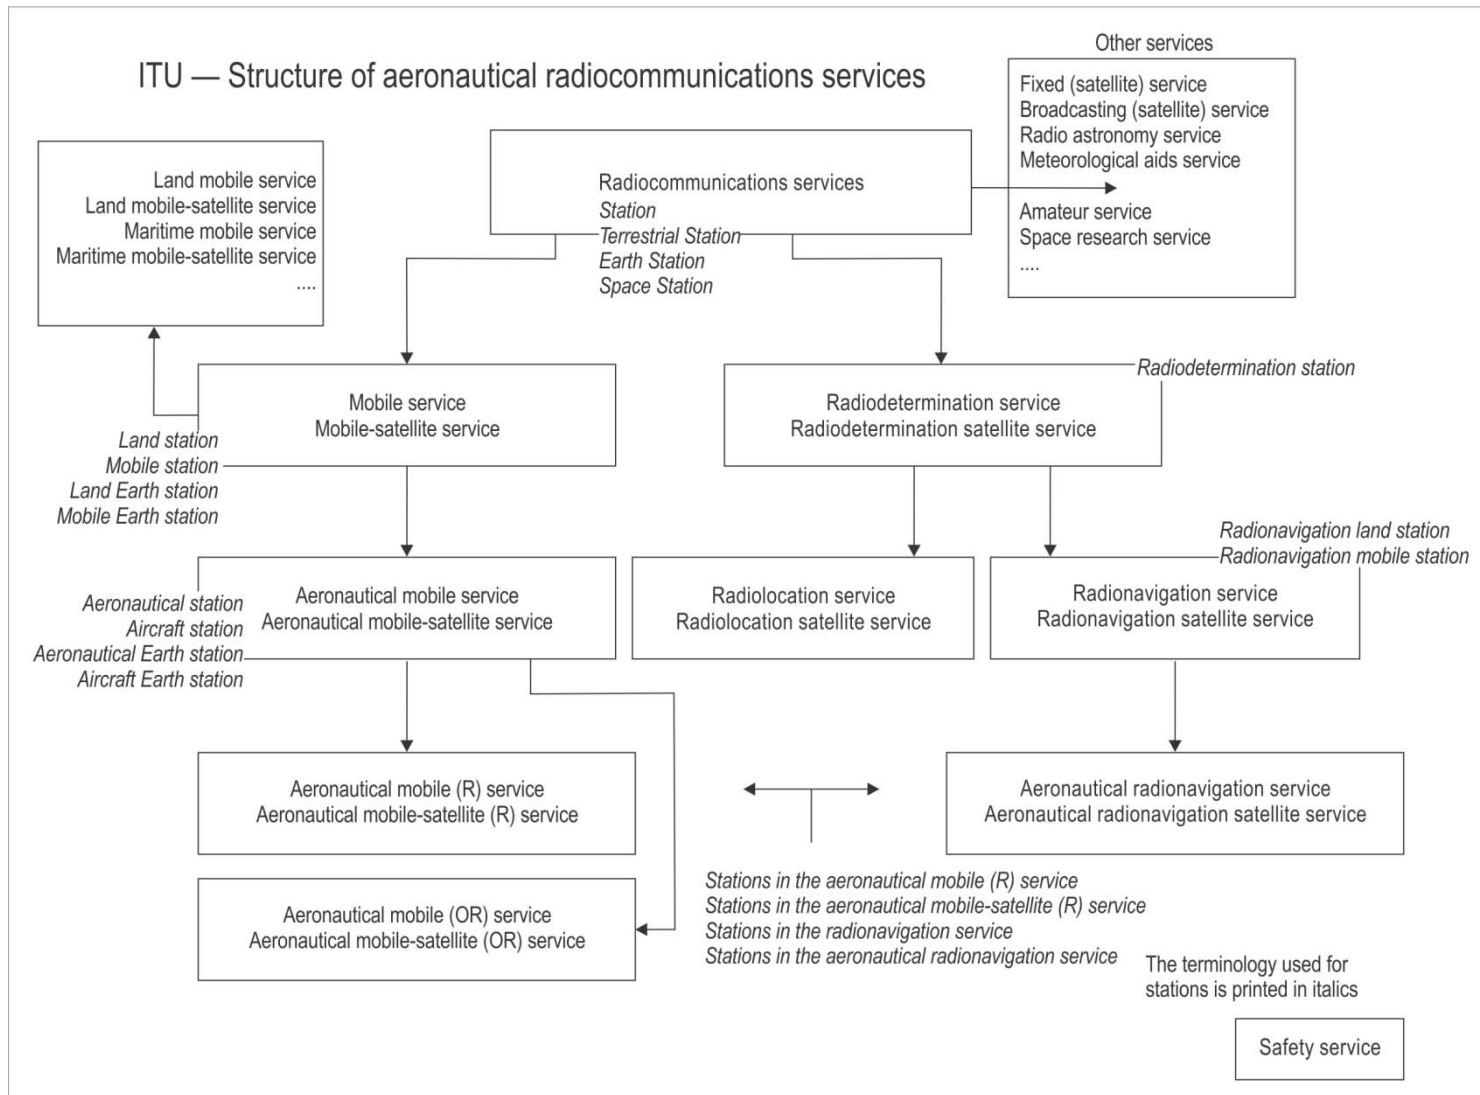 Other services
ITU — Structure of aeronautical radiocommunications services
Fixed (satellite) service
Broadcasting (satellite) service
Radio astronomy service
Meteorological aids service
Amateur service
Space research service
....
Land mobile service
Land mobile-satellite service
Maritime mobile service
Maritime mobile-satellite service
....
Radiocommunications services
Station
Terrestrial Station
Earth Station
Space Station
Mobile service
Mobile-satellite service
Land station
Mobile station
Land Earth station
Mobile Earth station
Radiodetermination station
Radiodetermination service
Radiodetermination satellite service
Aeronautical mobile service
Aeronautical mobile-satellite service
Aeronautical station
Aircraft station
Aeronautical Earth station
Aircraft Earth station
Radiolocation service
Radiolocation satellite service
Radionavigation land station
Radionavigation mobile station
Radionavigation service
Radionavigation satellite service
Aeronautical mobile (R) service
Aeronautical mobile-satellite (R) service
Aeronautical radionavigation service
Aeronautical radionavigation satellite service
Aeronautical mobile (OR) service
Aeronautical mobile-satellite (OR) service
Stations in the aeronautical mobile (R) service
Stations in the aeronautical mobile-satellite (R) service
Stations in the radionavigation service
Stations in the aeronautical radionavigation service
The terminology used for
stations is printed in italics
Safety service